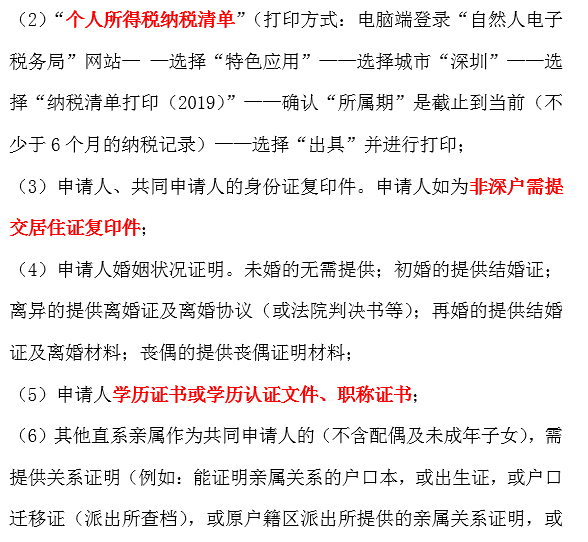 （2）“个人所得税纳税清单”（打印方式：电脑端登录“自然人电子
税务局”网站— —选择“特色应用”——选择城市“深圳”——选
择“纳税清单打印（2019）”——确认“所属期”是截止到当前（不
少于 6 个月的纳税记录）——选择“出具”并进行打印；
（3）申请人、共同申请人的身份证复印件。申请人如为非深户需提
交居住证复印件；
（4）申请人婚姻状况证明。未婚的无需提供；初婚的提供结婚证；
离异的提供离婚证及离婚协议（或法院判决书等）；再婚的提供结婚
证及离婚材料；丧偶的提供丧偶证明材料；
（5）申请人学历证书或学历认证文件、职称证书；
（6）其他直系亲属作为共同申请人的（不含配偶及未成年子女），需
提供关系证明（例如：能证明亲属关系的户口本，或出生证，或户口
迁移证（派出所查档），或原户籍区派出所提供的亲属关系证明，或